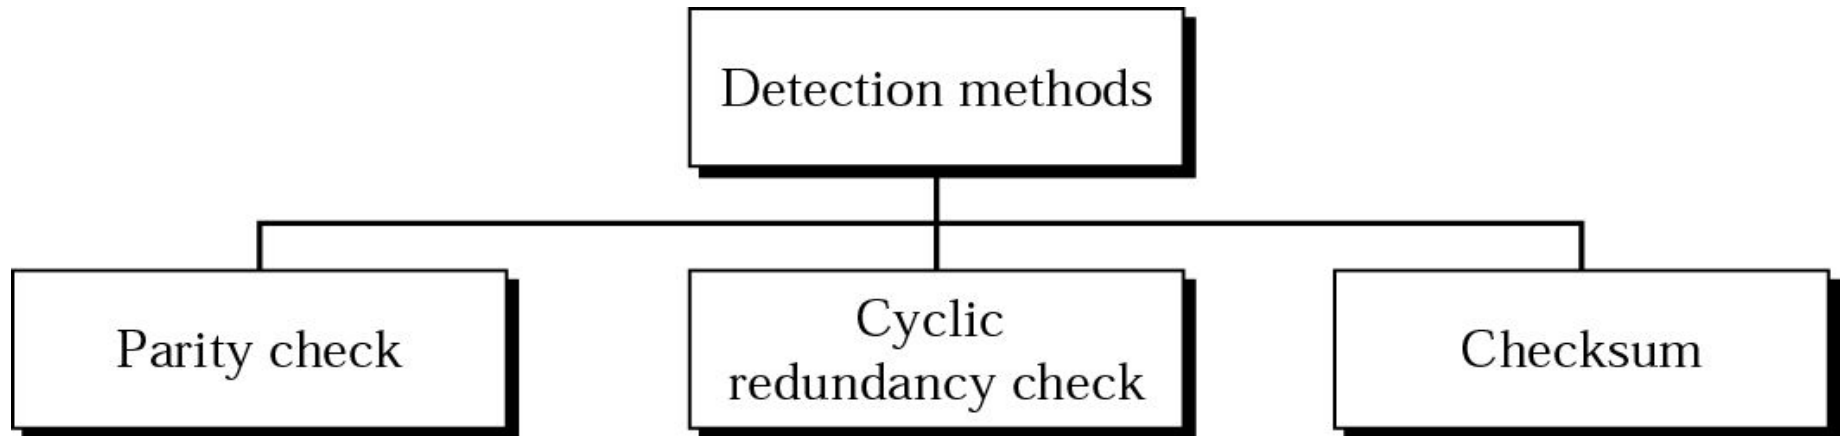 Detection methods
Parity check
Cyclic
redundancy check
Checksum